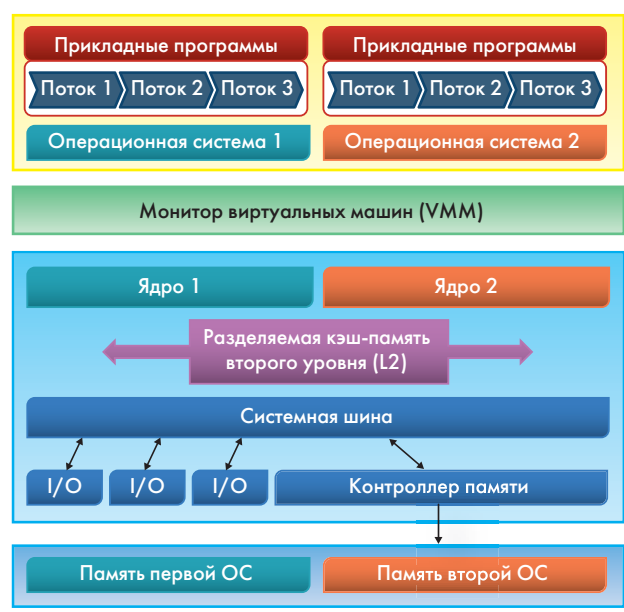 Прикладные программы
Прикладные программы
Поток 1 Поток 2 Поток 3
Поток 1 Поток 2 Поток 3
Операционная система 1
Операционная система 2
Монитор виртуальных машин (VMM)
Ядро 1
Ядро 2
Разделяемая кэш-память
второго уровня (L2)
Системная шина
I/O
I/O
I/O
Контроллер памяти
Память первой ОС
Память второй ОС